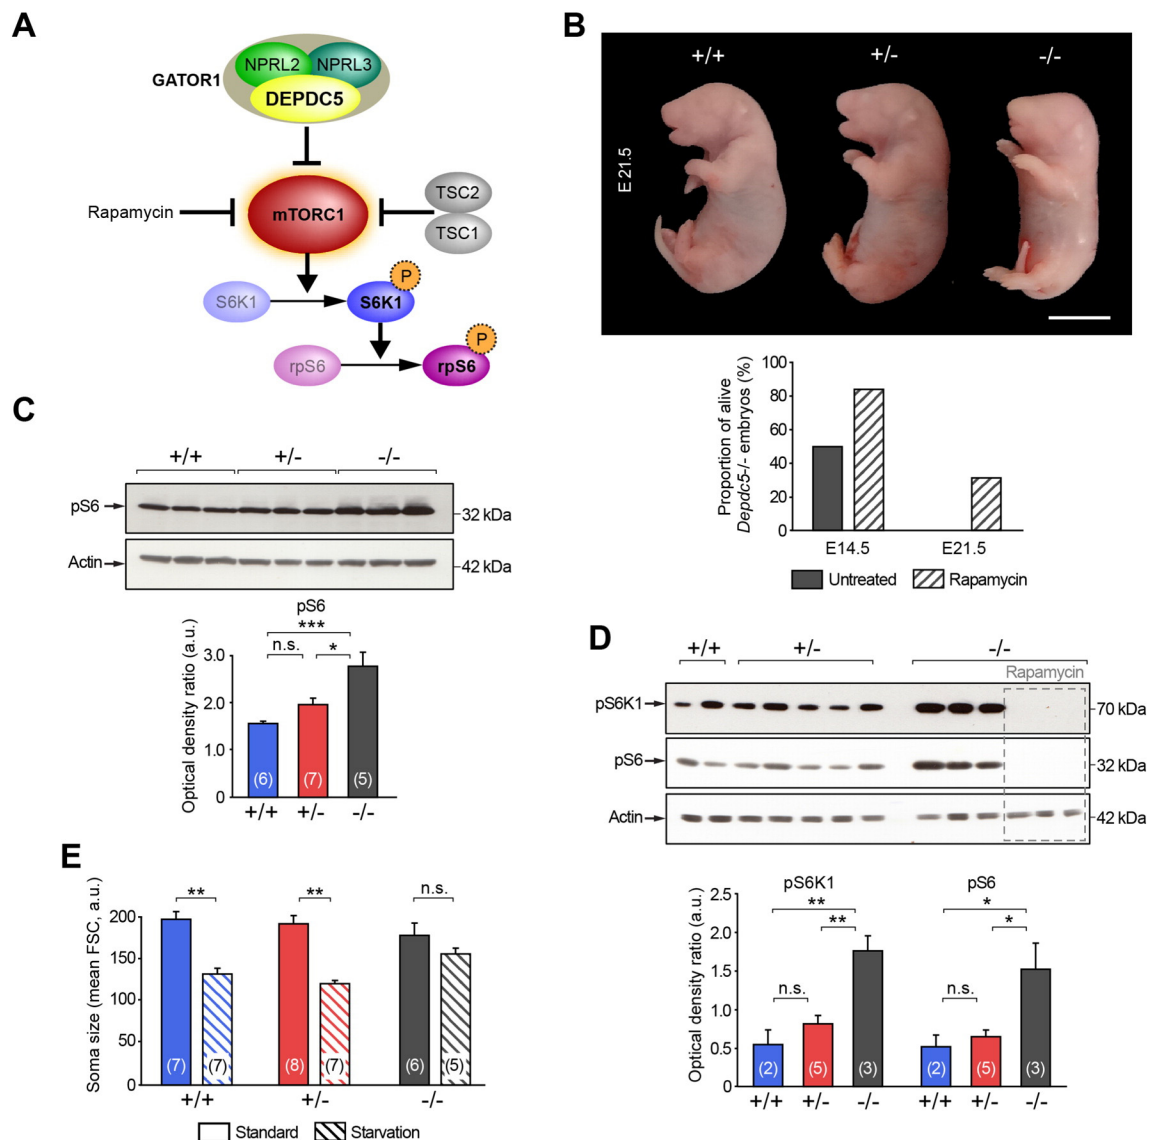 A
NPRL2 NPRL3
GATOR1
DEPDC5
Rapamycin
mTORC1
TSC2
TSC1
P
S6K1 S6K1
P
rpS6 rpS6
B
+/+ +/- -/-
E 21.5
Proportion of alive
Depdc5-/- embryos (%)
100
80
60
40
20
0
E14.5 E21.5
Untreated Rapamycin
C
+/+ +/- -/-
pS6
32 kDa
Actin
42 kDa
pS6
***
n.s. *
Optical density ratio (a.u.)
3.0
2.0
1.0
0
(6) (7) (5)
+/+ +/- -/-
D
+/+ +/- -/-
Rapamycin
pS6K1
70 kDa
pS6
32 kDa
Actin
42 kDa
pS6K1 pS6
** *
** *
n.s. n.s.
Optical density ratio (a.u.)
2.5
2.0
1.5
1.0
0.5
0
(2) (5) (3) (2) (5) (3)
+/+ +/- -/- +/+ +/- -/-
E
** ** n.s.
Soma size (mean FSC, a.u.)
200
150
100
50
0
(7) (7) (8) (7) (6) (5)
+/+ +/- -/-
Standard Starvation